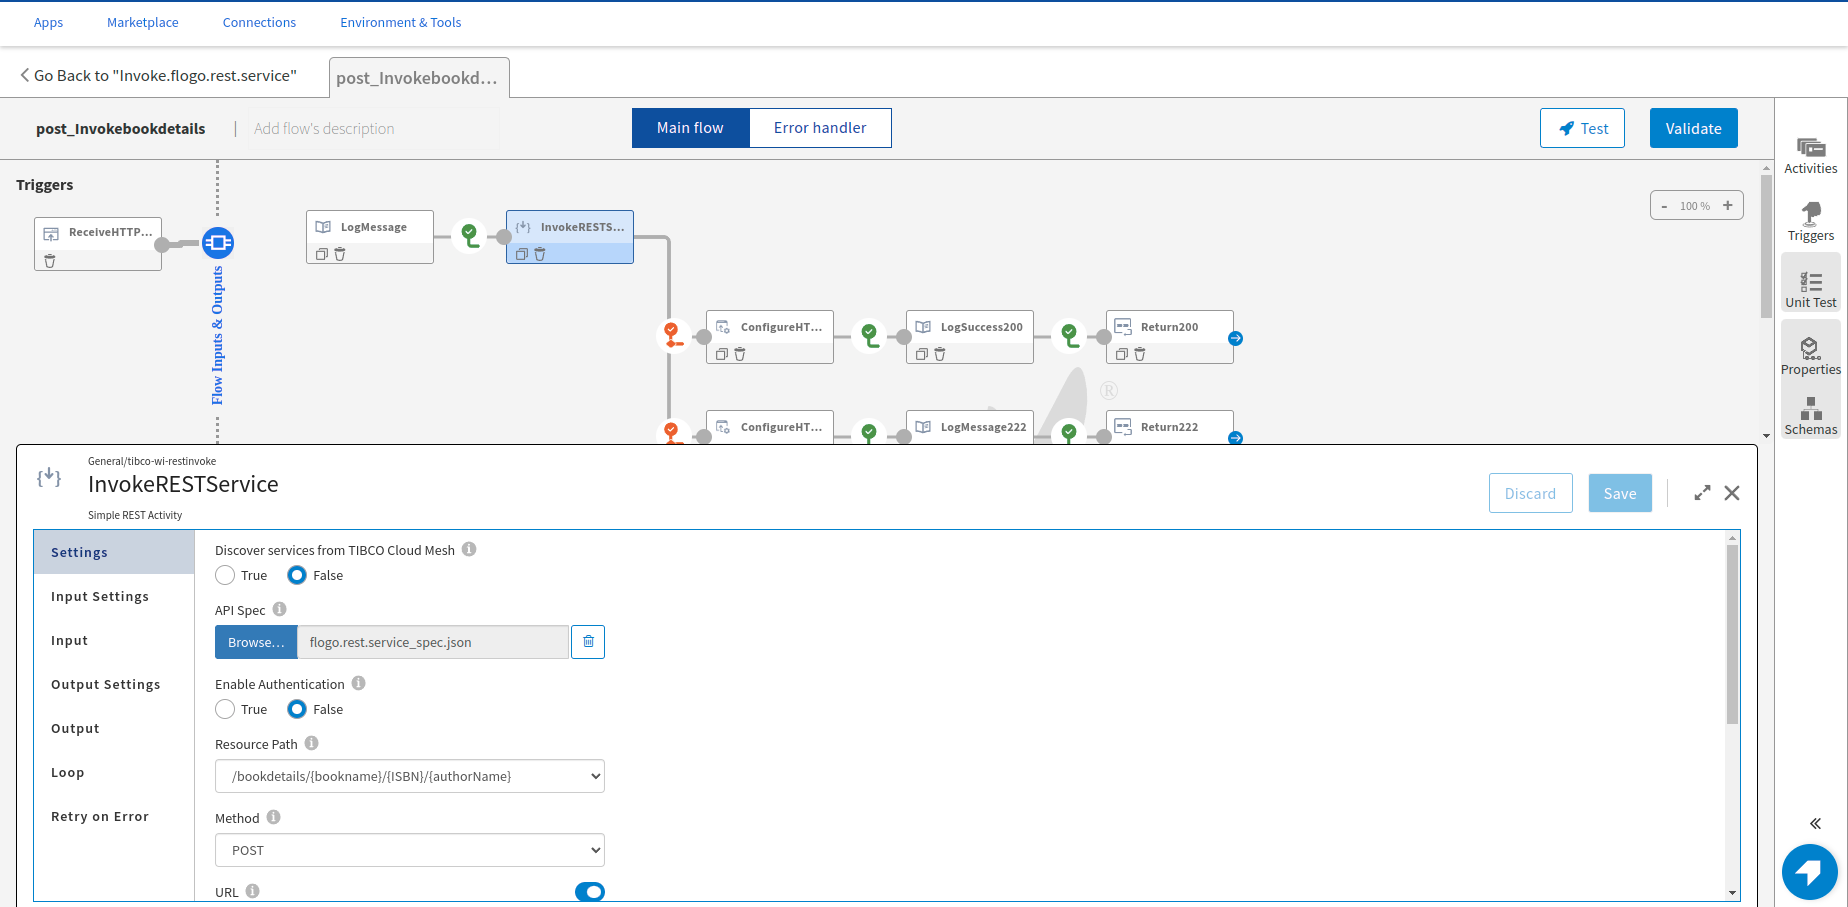 Apps Marketplace Connections Environment & Tools
Go Back to "Invoke.flogo.rest.service" post_Invokebookd...
post_Invokebookdetails | Add flow's description Main flow Error handler Test Validate
Triggers
ReceiveHTTP...
Flow Inputs & Outputs
LogMessage InvokeRESTS...
- 100 % +
ConfigureHT... LogSuccess200 Return200
®
ConfigureHT... LogMessage222 Return222
Activities
Triggers
Unit Test
Properties
Schemas
General/tibco-wi-restinvoke
InvokeRESTService
Simple REST Activity
Discard Save
Settings
Input Settings
Input
Output Settings
Output
Loop
Retry on Error
Discover services from TIBCO Cloud Mesh
True False
API Spec
Browse... flogo.rest.service_spec.json
Enable Authentication
True False
Resource Path
/bookdetails/{bookname}/{ISBN}/{authorName}
Method
POST
URL